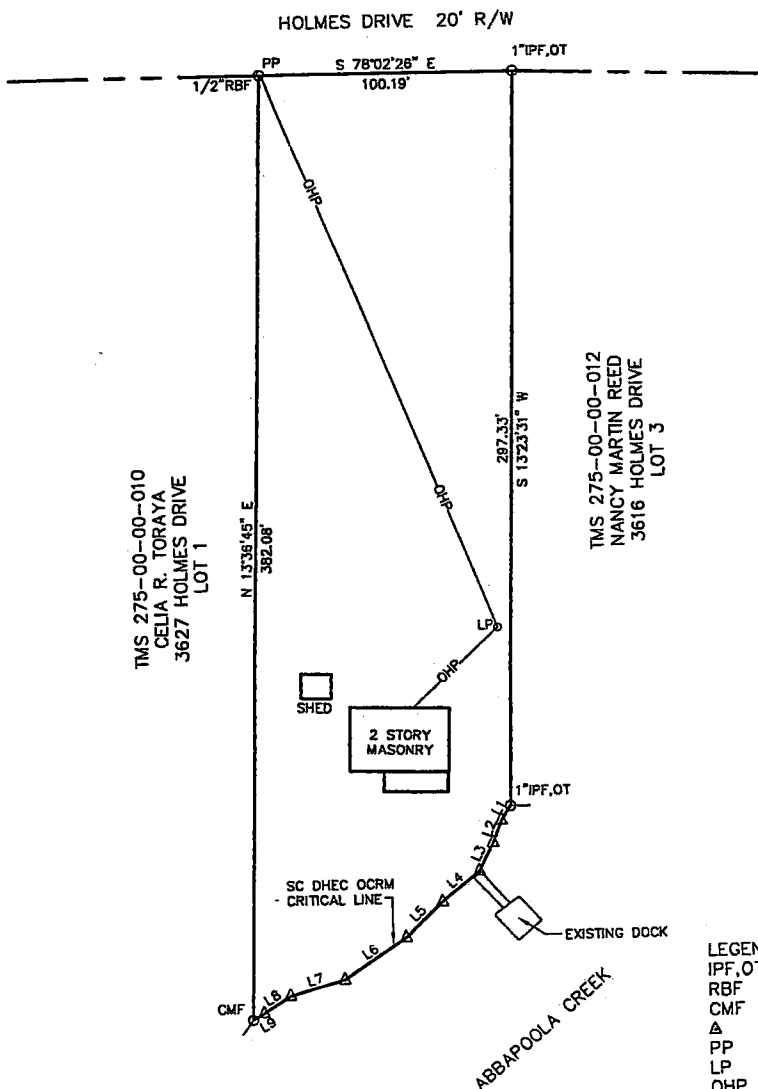 HOLMES DRIVE 20' R/W
PP
S 78°02'26" E
1"IPF,OT
1/2"RBF
100.19'
OHP
OHP
TMS 275-00-00-010
CELIA R. TORAYA
3627 HOLMES DRIVE
LOT 1
N 13°36'45" E
382.08'
297.33'
S 13°23'31" W
TMS 275-00-00-012
NANCY MARTIN REED
3616 HOLMES DRIVE
LOT 3
LP
OHP
SHED
2 STORY
MASONRY
1"IPF,OT
L1
L2
L3
SC DHEC OCRM
CRITICAL LINE
L4
L5
EXISTING DOCK
L6
L7
L8
L9
CMF
ABBAPOOLA CREEK
LEGEN
IPF,OT
RBF
CMF
PP
LP
OHP